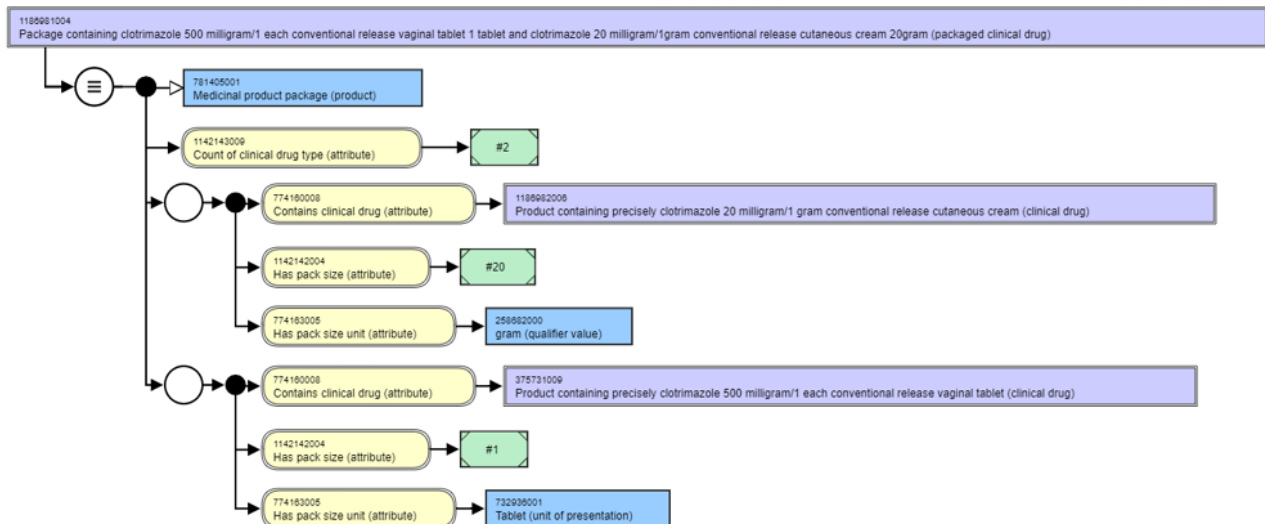 1186981004
Package containing clotrimazole 500 milligram/1 each conventional release vaginal tablet 1 tablet and clotrimazole 20 milligram/1gram conventional release cutaneous cream 20gram (packaged clinical drug)
781405001
Medicinal product package (product)
1142143009
Count of clinical drug type (attribute)
#2
774160008
Contains clinical drug (attribute)
1186982006
Product containing precisely clotrimazole 20 milligram/1 gram conventional release cutaneous cream (clinical drug)
1142142004
Has pack size (attribute)
#20
774163005
Has pack size unit (attribute)
258682000
gram (qualifier value)
774160008
Contains clinical drug (attribute)
375731009
Product containing precisely clotrimazole 500 milligram/1 each conventional release vaginal tablet (clinical drug)
1142142004
Has pack size (attribute)
#1
774163005
Has pack size unit (attribute)
732936001
Tablet (unit of presentation)